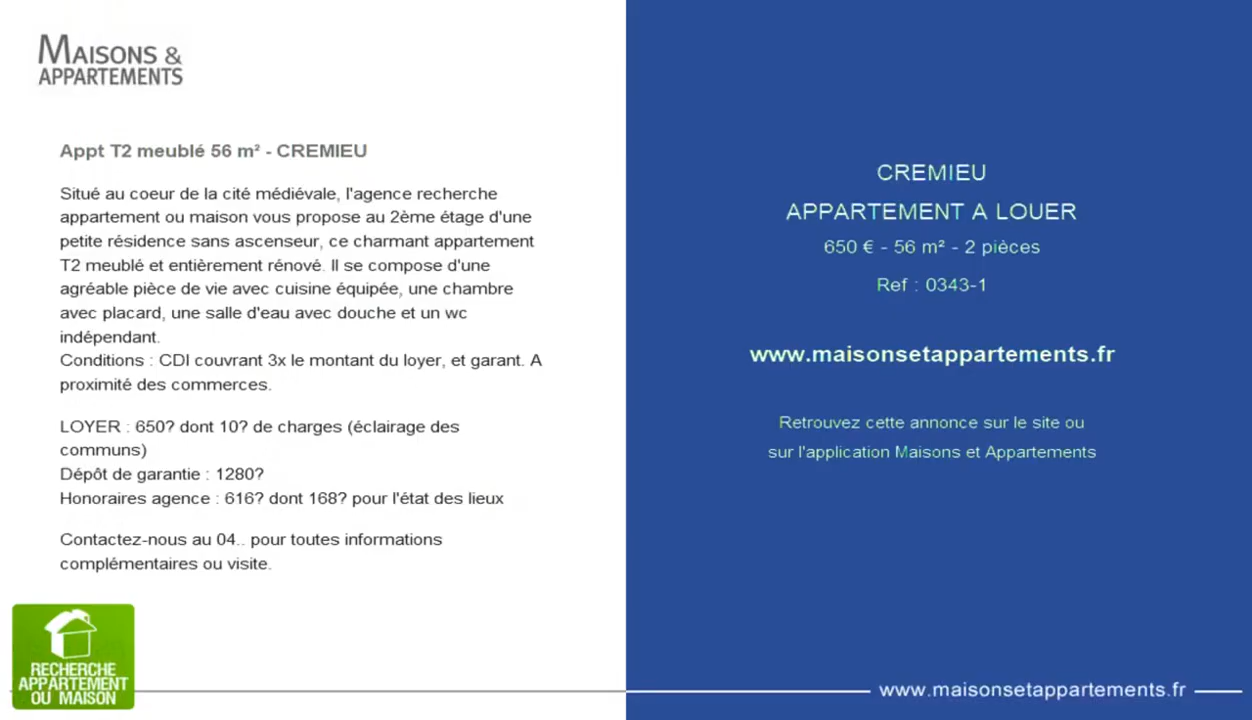 MAISONS &
APPARTEMENTS
Appt T2 meublé 56 m² - CREMIEU
Situé au coeur de la cité médiévale, l'agence recherche
appartement ou maison vous propose au 2ème étage d'une
petite résidence sans ascenseur, ce charmant appartement
T2 meublé et entièrement rénové. Il se compose d'une
agréable pièce de vie avec cuisine équipée, une chambre
avec placard, une salle d'eau avec douche et un wc
indépendant.
Conditions : CDI couvrant 3x le montant du loyer, et garant. A
proximité des commerces.
LOYER : 650? dont 10? de charges (éclairage des
communs)
Dépôt de garantie : 1280?
Honoraires agence : 616? dont 168? pour l'état des lieux
Contactez-nous au 04.. pour toutes informations
complémentaires ou visite.
RECHERCHE
APPARTEMENT
OU MAISON
CREMIEU
APPARTEMENT A LOUER
650 € - 56 m² - 2 pièces
Ref : 0343-1
www.maisonsetappartements.fr
Retrouvez cette annonce sur le site ou
sur l'application Maisons et Appartements
www.maisonsetappartements.fr